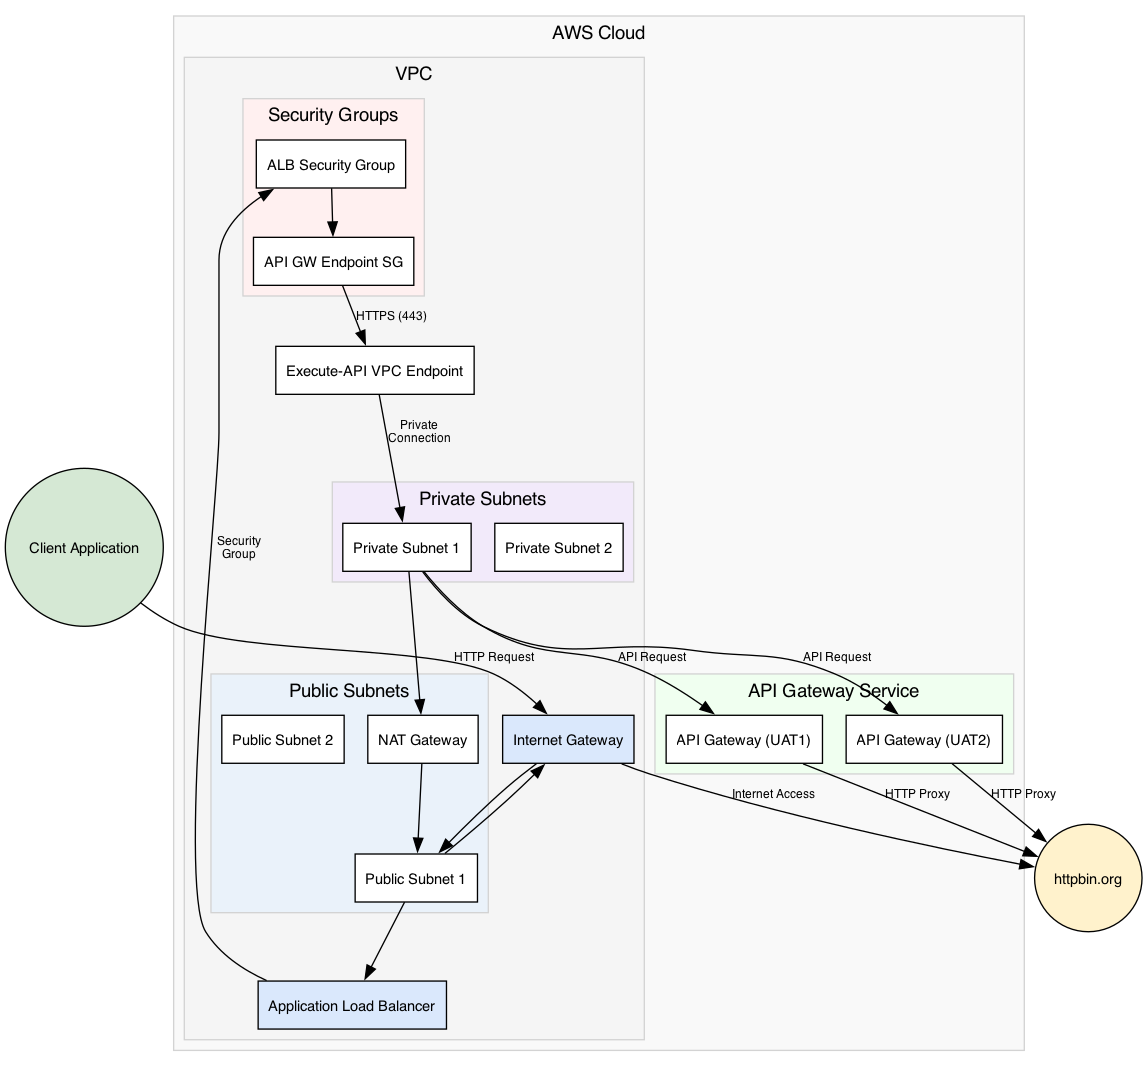 AWS Cloud
VPC
Security Groups
ALB Security Group
API GW Endpoint SG
HTTPS (443)
Execute-API VPC Endpoint
Private
Connection
Private Subnets
Private Subnet 1
Private Subnet 2
Client Application
Security
Group
HTTP Request
API Request
API Request
Public Subnets
API Gateway Service
Public Subnet 2
NAT Gateway
Internet Gateway
API Gateway (UAT1)
API Gateway (UAT2)
Internet Access
HTTP Proxy
HTTP Proxy
Public Subnet 1
httpbin.org
Application Load Balancer